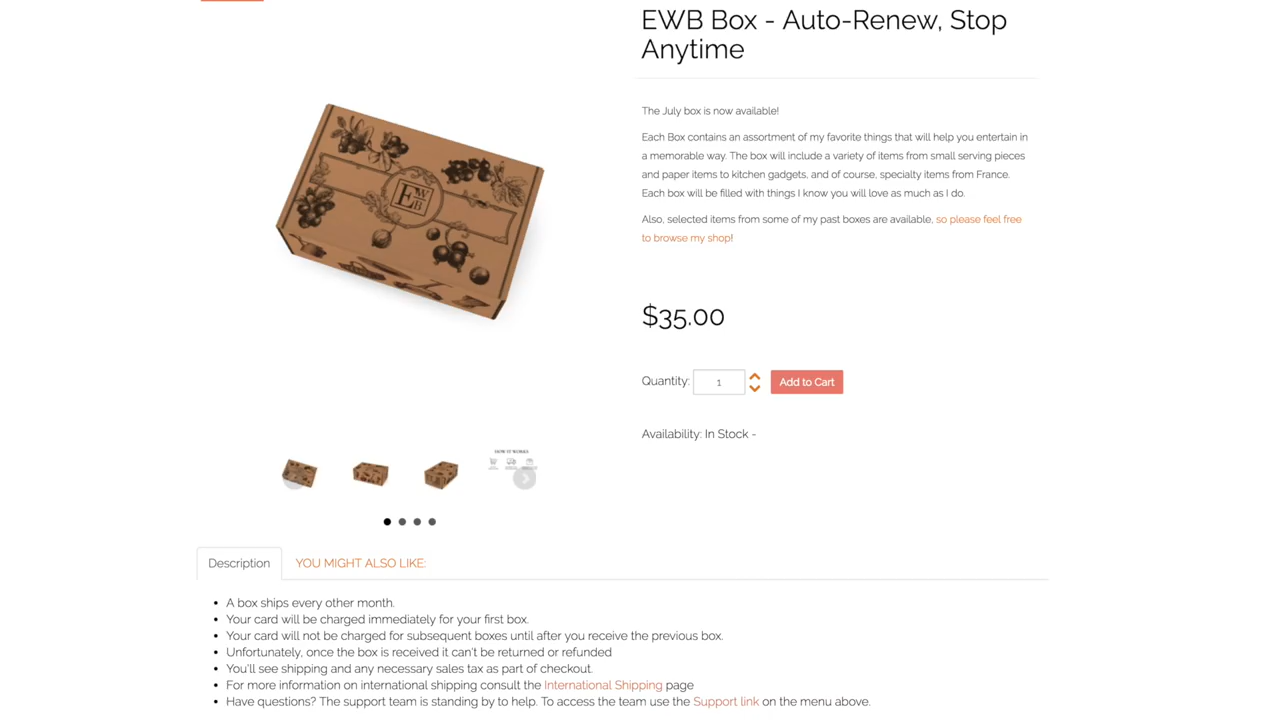 EWB Box - Auto-Renew, Stop
Anytime
The July box is now available!
Each Box contains an assortment of my favorite things that will help you entertain in
a memorable way. The box will include a variety of items from small serving pieces
and paper items to kitchen gadgets, and of course, specialty items from France.
Each box will be filled with things I know you will love as much as I do.
Also, selected items from some of my past boxes are available, so please feel free
to browse my shop!
EWB
$35.00
Quantity: 1 Add to Cart
Availability: In Stock -
HOW IT WORKS
Description YOU MIGHT ALSO LIKE:
A box ships every other month.
Your card will be charged immediately for your first box.
Your card will not be charged for subsequent boxes until after you receive the previous box.
Unfortunately, once the box is received it can't be returned or refunded
You'll see shipping and any necessary sales tax as part of checkout.
For more information on international shipping consult the International Shipping page
Have questions? The support team is standing by to help. To access the team use the Support link on the menu above.